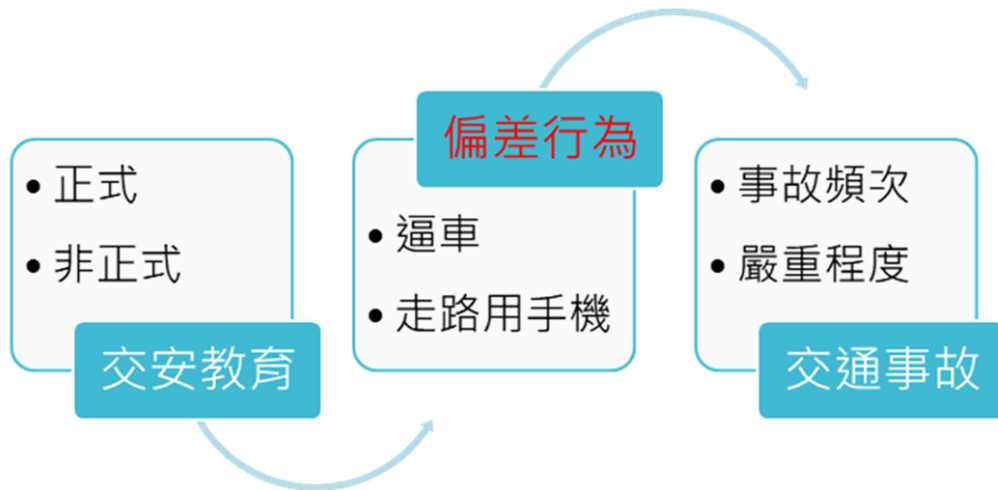 • 正式
• 非正式
交安教育
偏差行為
• 逼車
• 走路用手機
• 事故頻次
• 嚴重程度
交通事故